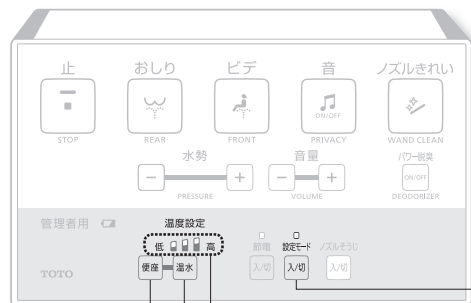 止 おしり ビデ 音 ノズルきれい
ON/OFF
STOP REAR FRONT PRIVACY WAND CLEAN
水勢 音量 パワー脱臭
− + − + ON/OFF
PRESSURE VOLUME DEODORIZER
管理者用 温度設定
低 高 節電 設定モード ノズルそうじ
便座 温水 入/切 入/切 入/切
TOTO